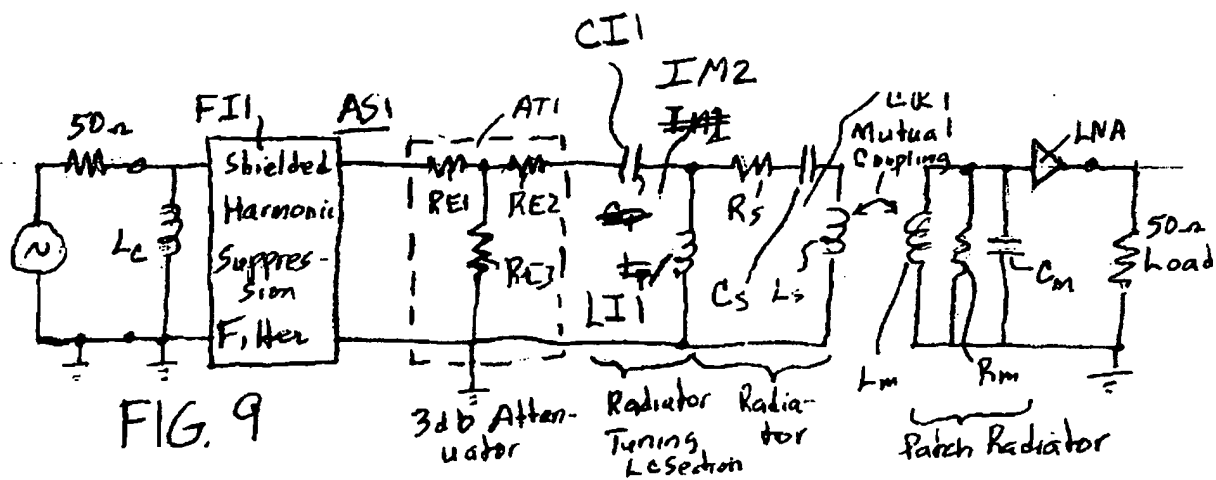 CI1
IM2
FI1
AS1
AT1
50Ω
Mutual
Coupling
LNA
Shielded
Harmonic
Suppres-
sion
Filter
RE1
RE2
RE3
Lc
Rs
Cs
Ls
LI1
Lm
Rm
Cm
50Ω
Load
FIG. 9
3db Atten-
uator
Radiator
Tuning
LC Section
Radia-
tor
Patch Radiator